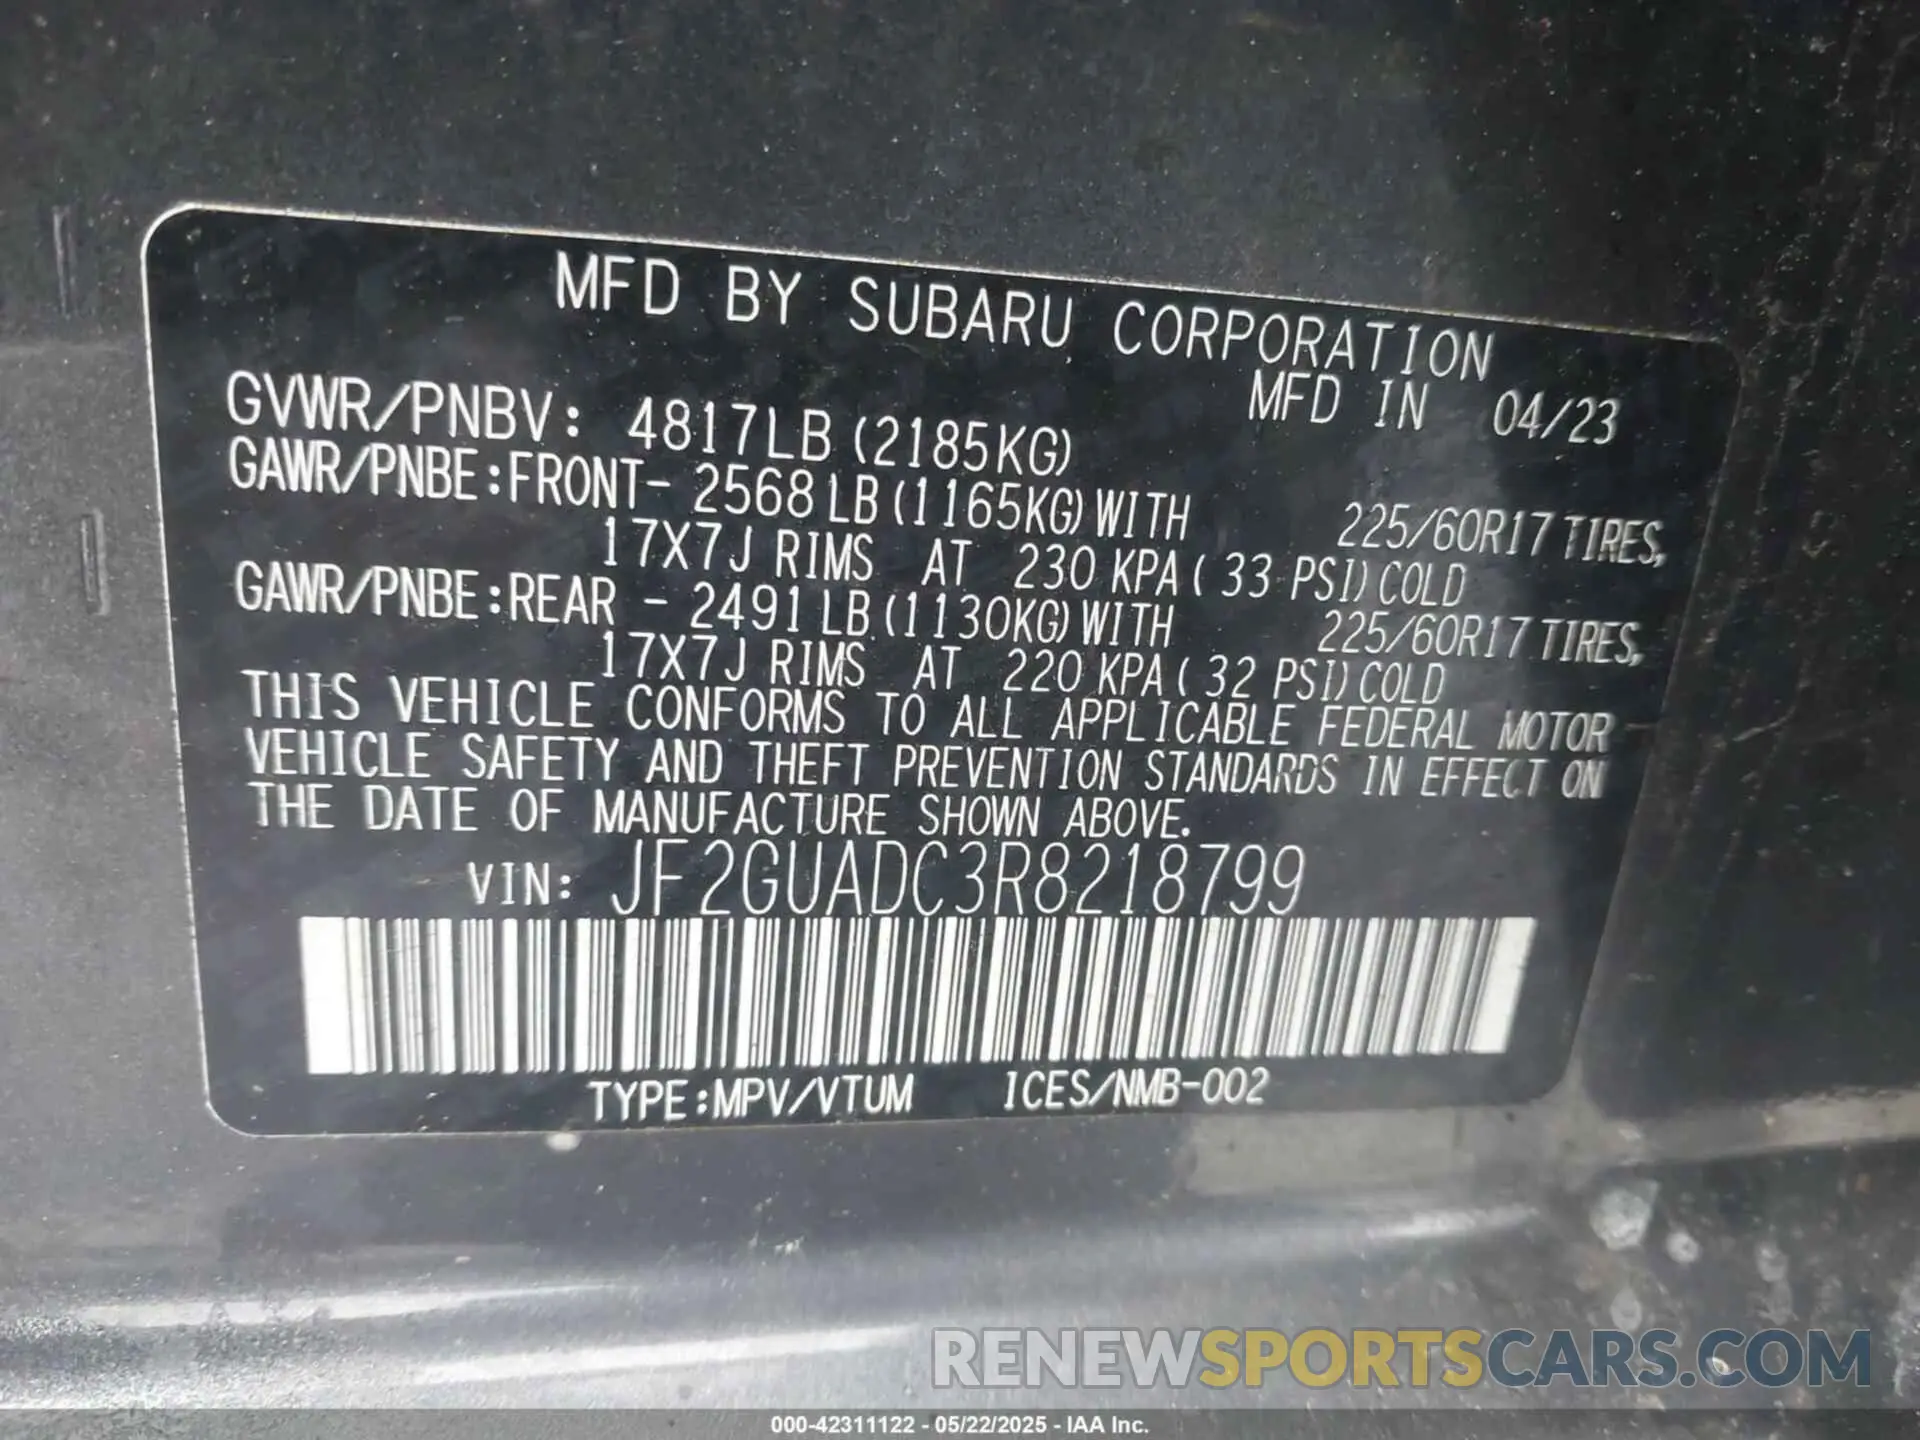 MFD BY SUBARU CORPORATION
MFD IN 04/23
GVWR/PNBV: 4817LB (2185KG)
GAWR/PNBE:FRONT- 2568LB (1165KG) WITH 225/60R17 TIRES,
17X7J RIMS AT 230 KPA ( 33 PSI) COLD
GAWR/PNBE:REAR - 2491LB (1130KG) WITH 225/60R17 TIRES,
17X7J RIMS AT 220 KPA ( 32 PSI) COLD
THIS VEHICLE CONFORMS TO ALL APPLICABLE FEDERAL MOTOR
VEHICLE SAFETY AND THEFT PREVENTION STANDARDS IN EFFECT ON
THE DATE OF MANUFACTURE SHOWN ABOVE.
VIN: JF2GUADC3R8218799
TYPE:MPV/VTUM ICES/NMB-002
RENEWSPORTSCARS.COM
000-42311122 - 05/22/2025 - IAA Inc.